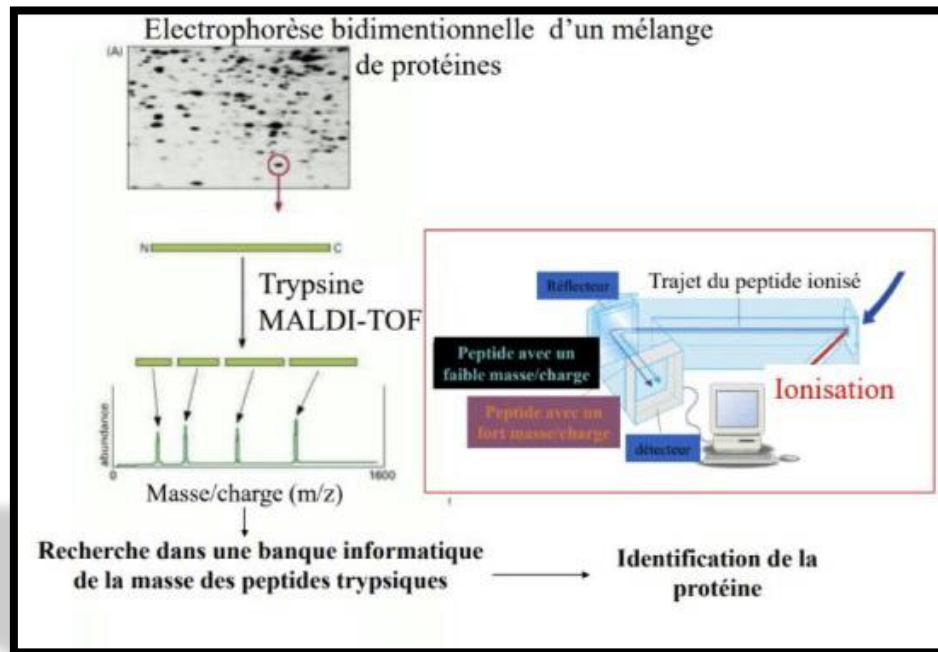 Electrophorèse bidimentionnelle d'un mélange
de protéines
(A)
N
C
Trypsine
MALDI-TOF
abundance
0
1600
Masse/charge (m/z)
Réflecteur
Trajet du peptide ionisé
Peptide avec un
faible masse/charge
Ionisation
Peptide avec un
fort masse/charge
détecteur
Recherche dans une banque informatique
de la masse des peptides trypsiques
Identification de la
protéine